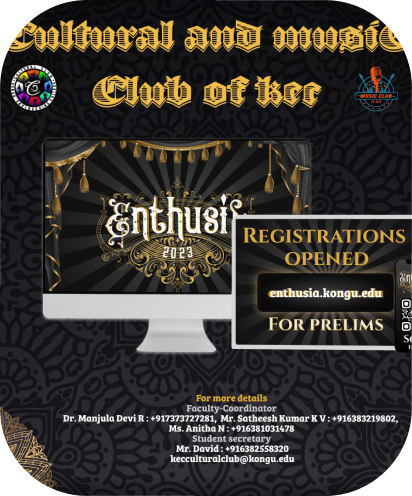 Cultural and music
Club of kec
MUSIC CLUB
Enthusi
2023
REGISTRATIONS
OPENED
enthusia.kongu.edu
FOR PRELIMS
For more details
Faculty-Coordinator
Dr. Manjula Devi R : +917373727281, Mr. Satheesh Kumar K V : +916383219802,
Ms. Anitha N : +916381031478
Student secretary
Mr. David : +916382558320
kecculturalclub@kongu.edu